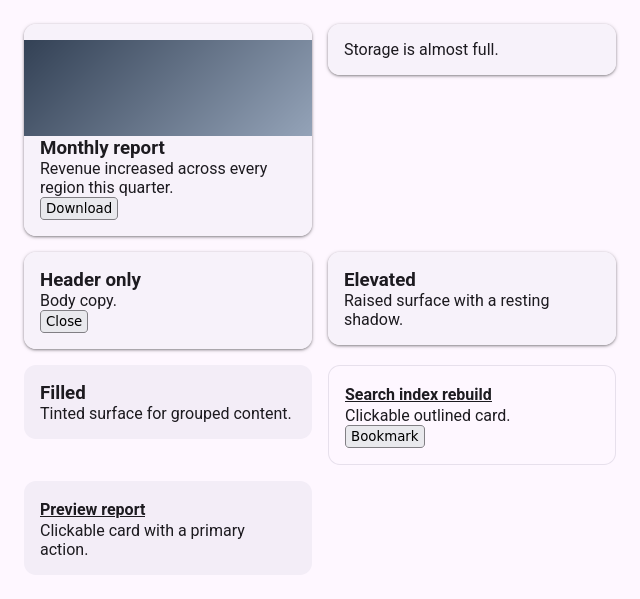 Monthly report
Revenue increased across every
region this quarter.
Download
Storage is almost full.
Header only
Body copy.
Close
Elevated
Raised surface with a resting
shadow.
Filled
Tinted surface for grouped content.
Search index rebuild
Clickable outlined card.
Bookmark
Preview report
Clickable card with a primary
action.